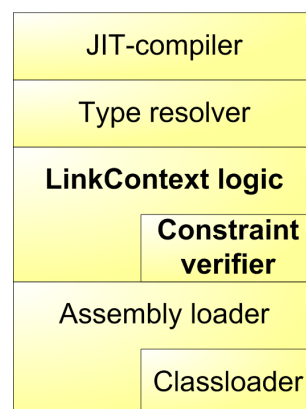 JIT-compiler
Type resolver
LinkContext logic
Constraint
verifier
Assembly loader
Classloader